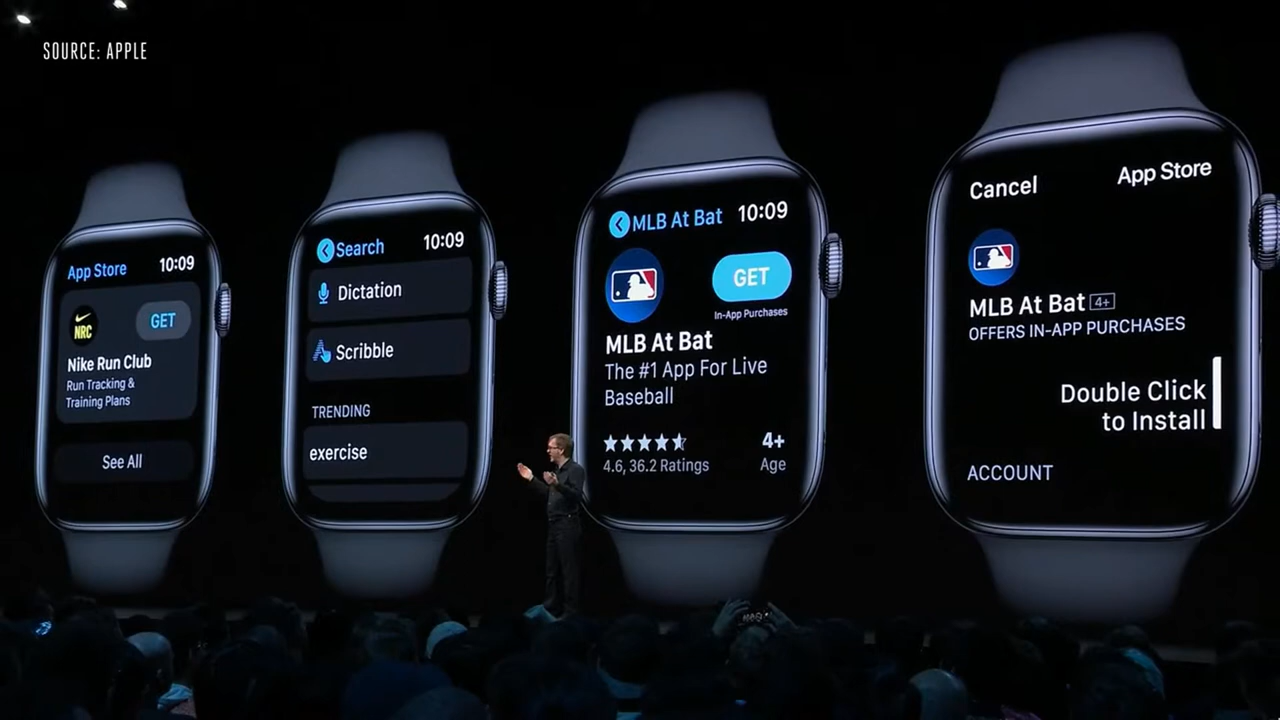 SOURCE: APPLE
App Store 10:09
NRC
GET
Nike Run Club
Run Tracking &
Training Plans
See All
Search 10:09
Dictation
Scribble
TRENDING
exercise
MLB At Bat 10:09
GET
In-App Purchases
MLB At Bat
The #1 App For Live
Baseball
4.6, 36.2 Ratings
4+
Age
Cancel App Store
MLB At Bat 4+
OFFERS IN-APP PURCHASES
Double Click
to Install
ACCOUNT